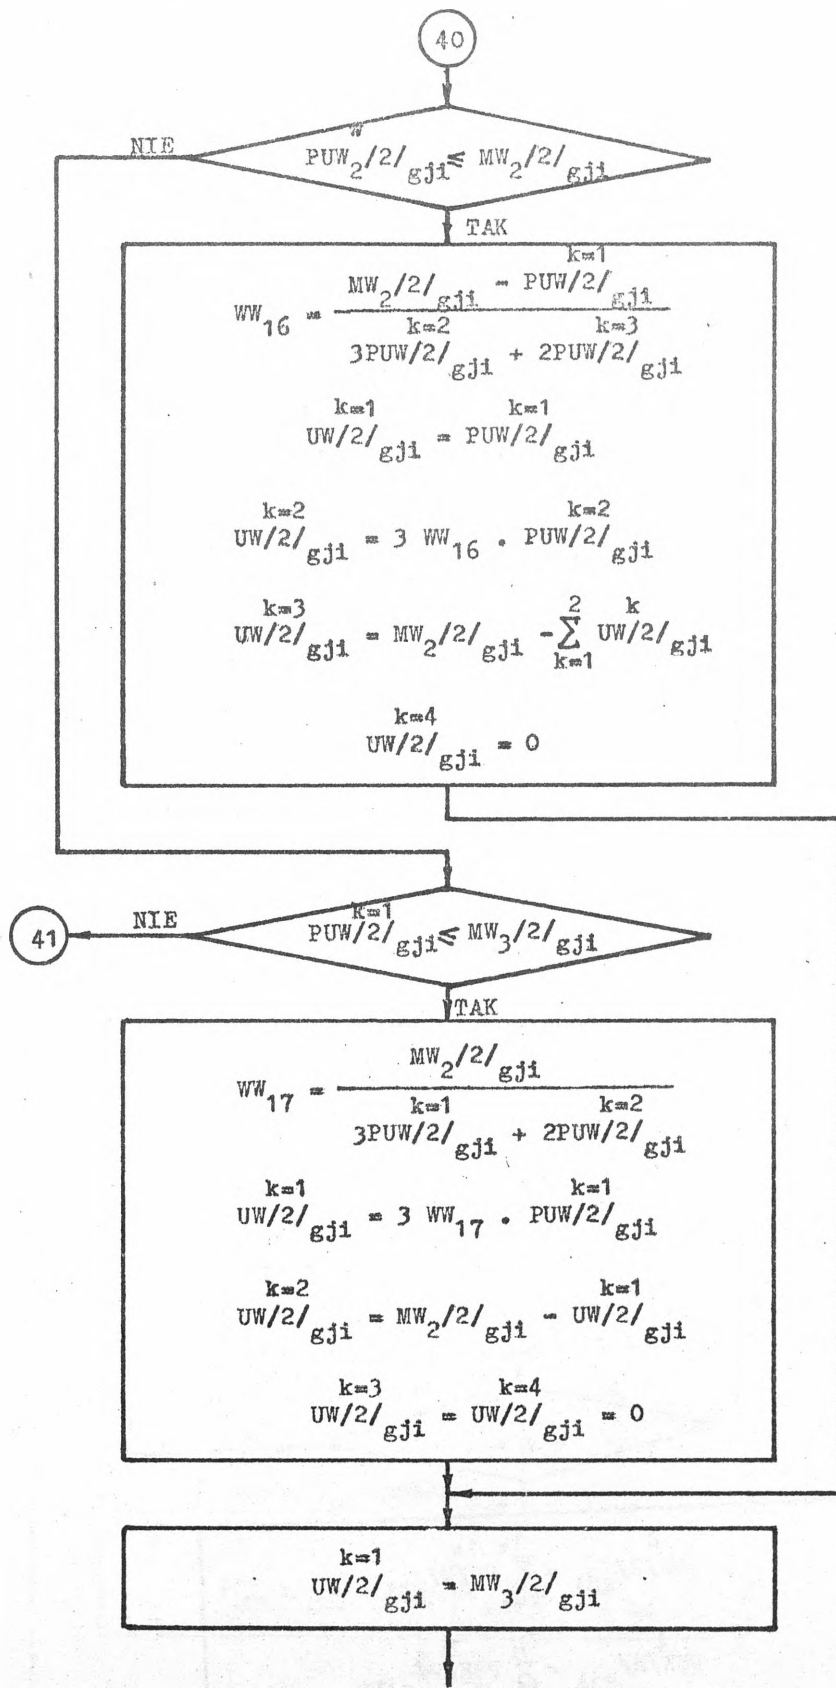 40
w
PUW₂/2/gji ≤ MW₂/2/gji
NIE
TAK
k=1
MW₂/2/gji - PUW/2/gji
WW₁₆ =
k=2 k=3
3PUW/2/gji + 2PUW/2/gji
k=1 k=1
UW/2/gji = PUW/2/gji
k=2 k=2
UW/2/gji = 3 WW₁₆ . PUW/2/gji
k=3 2 k
UW/2/gji = MW₂/2/gji - ∑ UW/2/gji
k=1
k=4
UW/2/gji = 0
k=1
PUW/2/gji ≤ MW₃/2/gji
NIE
41
TAK
MW₂/2/gji
WW₁₇ =
k=1 k=2
3PUW/2/gji + 2PUW/2/gji
k=1 k=1
UW/2/gji = 3 WW₁₇ . PUW/2/gji
k=2 k=1
UW/2/gji = MW₂/2/gji - UW/2/gji
k=3 k=4
UW/2/gji = UW/2/gji = 0
k=1
UW/2/gji = MW₃/2/gji